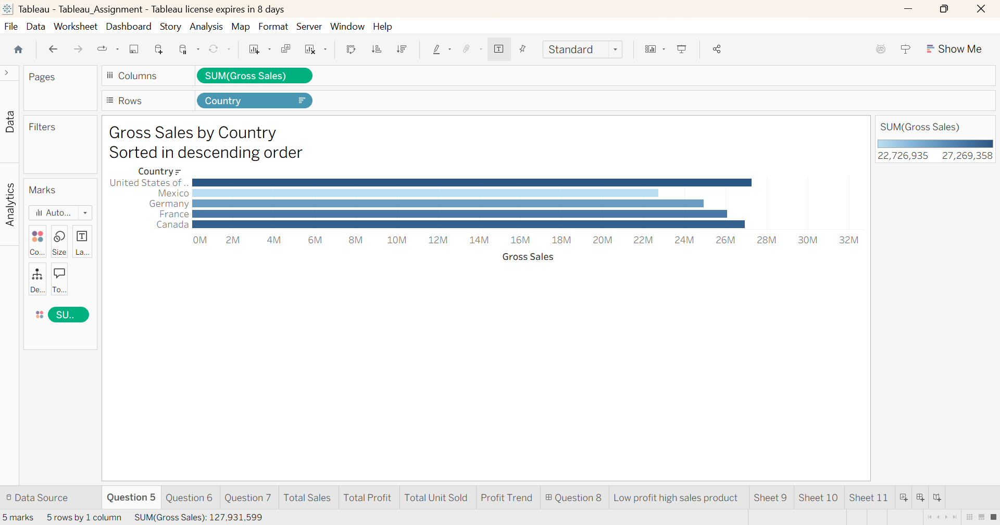 Tableau - Tableau_Assignment - Tableau license expires in 8 days
File Data Worksheet Dashboard Story Analysis Map Format Server Window Help
Standard
Show Me
Pages
Columns
SUM(Gross Sales)
Rows
Country
Data
Analytics
Filters
Marks
Auto...
Co...
Size
La...
De...
To...
SU..
Gross Sales by Country
Sorted in descending order
Country
United States of ..
Mexico
Germany
France
Canada
0M 2M 4M 6M 8M 10M 12M 14M 16M 18M 20M 22M 24M 26M 28M 30M 32M
Gross Sales
SUM(Gross Sales)
22,726,935 27,269,358
Data Source Question 5 Question 6 Question 7 Total Sales Total Profit Total Unit Sold Profit Trend Question 8 Low profit high sales product Sheet 9 Sheet 10 Sheet 11
5 marks 5 rows by 1 column SUM(Gross Sales): 127,931,599